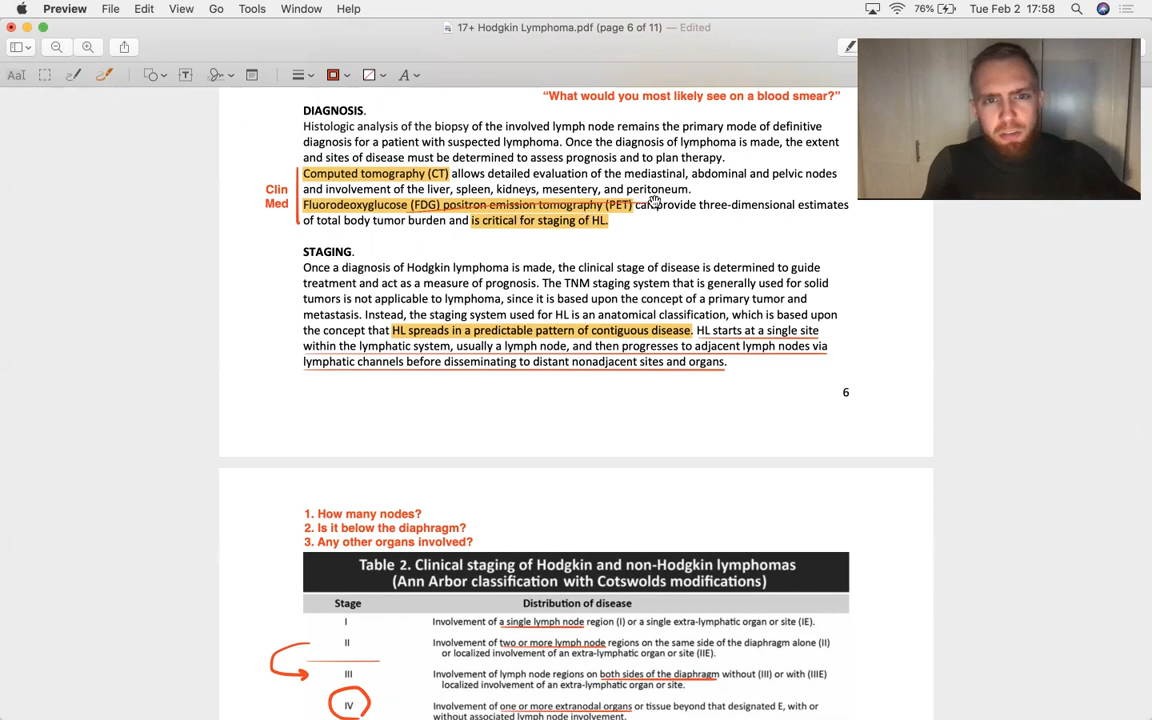 Preview File Edit View Go Tools Window Help 76% Tue Feb 2 17:58
17+ Hodgkin Lymphoma.pdf (page 6 of 11) — Edited
"What would you most likely see on a blood smear?"
DIAGNOSIS.
Histologic analysis of the biopsy of the involved lymph node remains the primary mode of definitive
diagnosis for a patient with suspected lymphoma. Once the diagnosis of lymphoma is made, the extent
and sites of disease must be determined to assess prognosis and to plan therapy.
Computed tomography (CT) allows detailed evaluation of the mediastinal, abdominal and pelvic nodes
and involvement of the liver, spleen, kidneys, mesentery, and peritoneum.
Clin
Med
Fluorodeoxyglucose (FDG) positron emission tomography (PET) can provide three-dimensional estimates
of total body tumor burden and is critical for staging of HL.
STAGING.
Once a diagnosis of Hodgkin lymphoma is made, the clinical stage of disease is determined to guide
treatment and act as a measure of prognosis. The TNM staging system that is generally used for solid
tumors is not applicable to lymphoma, since it is based upon the concept of a primary tumor and
metastasis. Instead, the staging system used for HL is an anatomical classification, which is based upon
the concept that HL spreads in a predictable pattern of contiguous disease. HL starts at a single site
within the lymphatic system, usually a lymph node, and then progresses to adjacent lymph nodes via
lymphatic channels before disseminating to distant nonadjacent sites and organs.
6
1. How many nodes?
2. Is it below the diaphragm?
3. Any other organs involved?
Table 2. Clinical staging of Hodgkin and non-Hodgkin lymphomas
(Ann Arbor classification with Cotswolds modifications)
Stage Distribution of disease
I Involvement of a single lymph node region (I) or a single extra-lymphatic organ or site (IE).
II Involvement of two or more lymph node regions on the same side of the diaphragm alone (II)
or localized involvement of an extra-lymphatic organ or site (IIE).
III Involvement of lymph node regions on both sides of the diaphragm without (III) or with (IIIE)
localized involvement of an extra-lymphatic organ or site.
IV Involvement of one or more extranodal organs or tissue beyond that designated E, with or
without associated lymph node involvement.